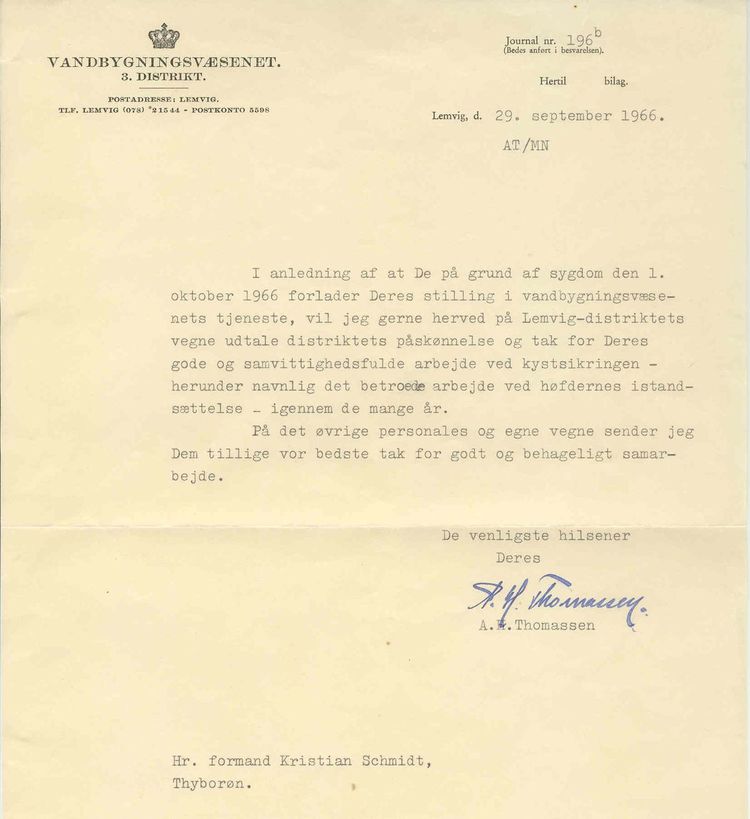 VANDBYGNINGSVÆSENET.
3. DISTRIKT.
POSTADRESSE: LEMVIG.
TLF. LEMVIG (078) *21544 - POSTKONTO 5598
Journal nr. 196b
(Bedes anført i besvarelsen).
Hertil bilag.
Lemvig, d. 29. september 1966.
AT/MN
I anledning af at De på grund af sygdom den 1.
oktober 1966 forlader Deres stilling i vandbygningsvæse-
nets tjeneste, vil jeg gerne herved på Lemvig-distriktets
vegne udtale distriktets påskønnelse og tak for Deres
gode og samvittighedsfulde arbejde ved kystsikringen -
herunder navnlig det betroede arbejde ved høfdernes istand-
sættelse - igennem de mange år.
På det øvrige personales og egne vegne sender jeg
Dem tillige vor bedste tak for godt og behageligt samar-
bejde.
De venligste hilsener
Deres
A. H. Thomassen.
A.H.Thomassen
Hr. formand Kristian Schmidt,
Thyborøn.